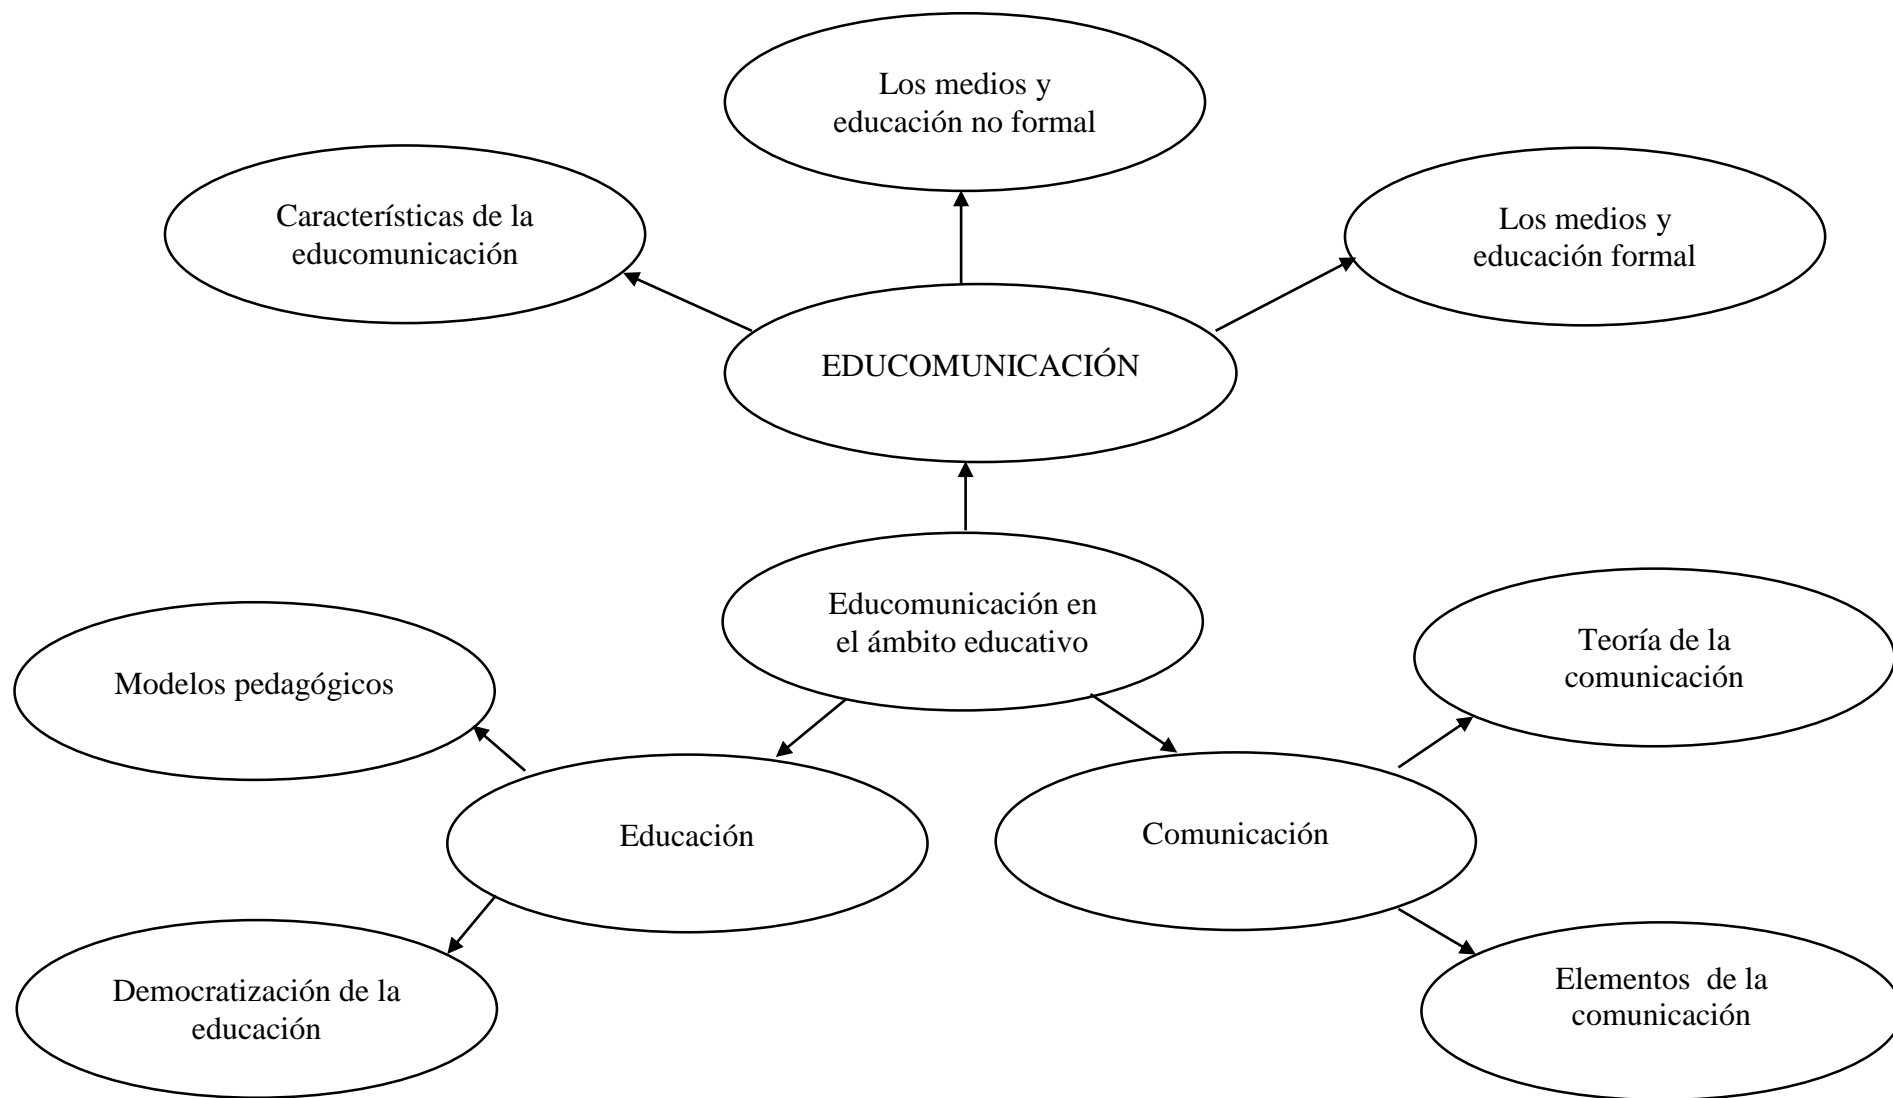 Los medios y
educación no formal
Características de la
educomunicación
Los medios y
educación formal
EDUCOMUNICACIÓN
Educomunicación en
el ámbito educativo
Teoría de la
comunicación
Modelos pedagógicos
Educación
Comunicación
Democratización de la
educación
Elementos  de la
comunicación